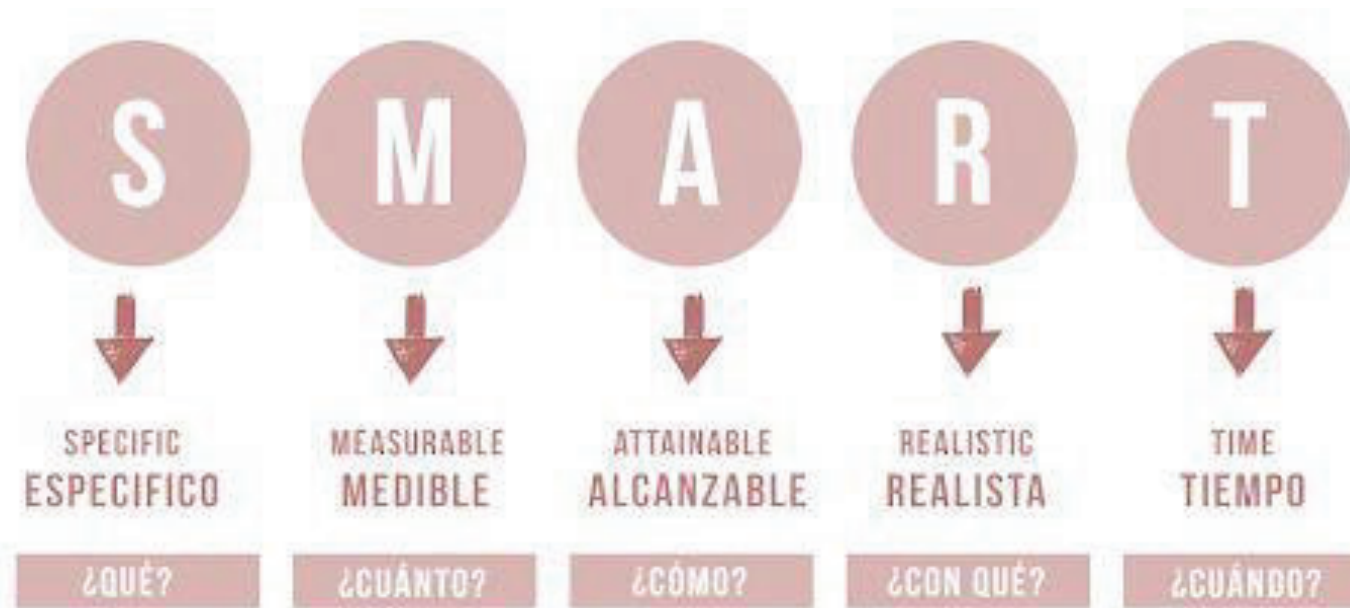 S M A R T
SPECIFIC MEASURABLE ATTAINABLE REALISTIC TIME
ESPECIFICO MEDIBLE ALCANZABLE REALISTA TIEMPO
¿QUÉ? ¿CUÁNTO? ¿CÓMO? ¿CON QUÉ? ¿CUÁNDO?